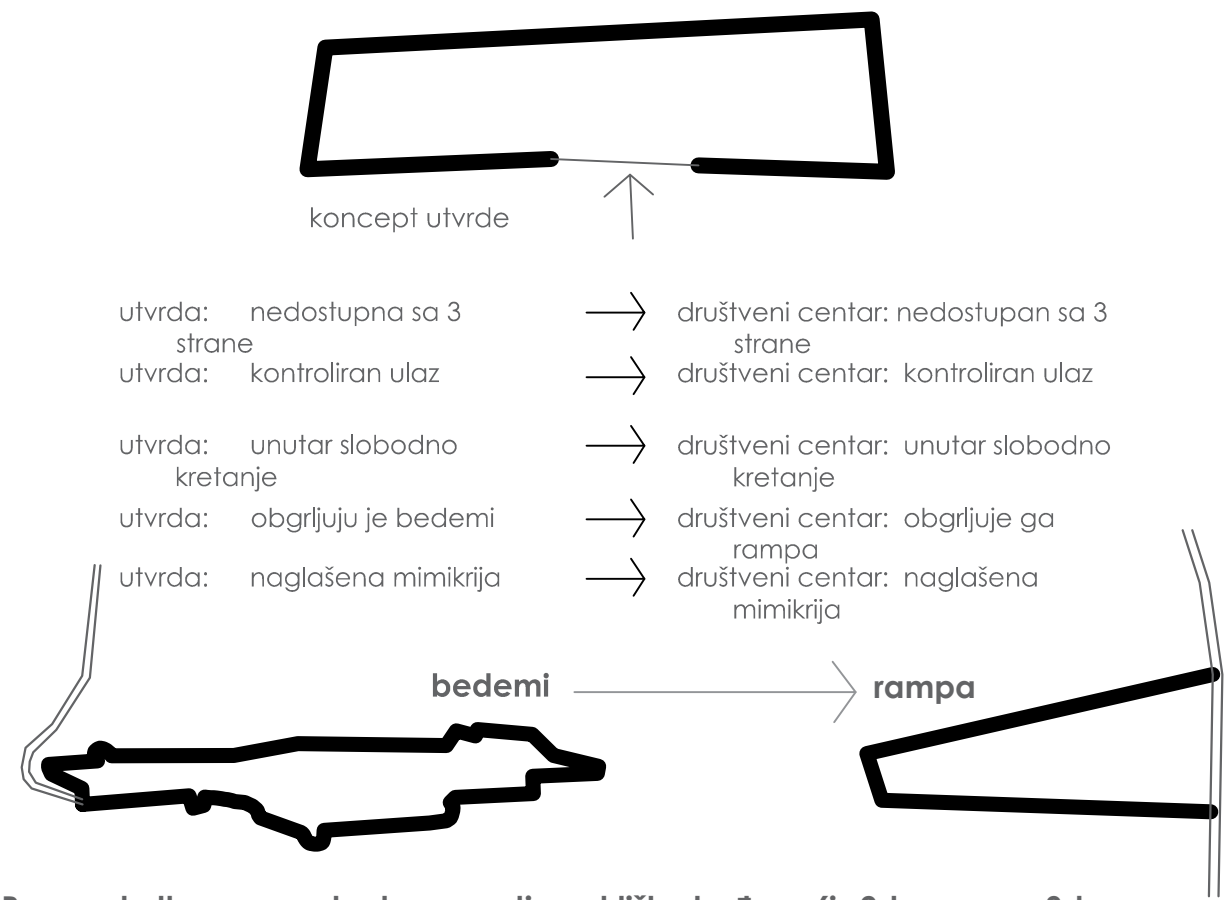 koncept utvrde
utvrda: nedostupna sa 3 društveni centar: nedostupan sa 3
strane strane
utvrda: kontroliran ulaz društveni centar: kontroliran ulaz
utvrda: unutar slobodno društveni centar: unutar slobodno
kretanje kretanje
utvrda: obgrljuju je bedemi društveni centar: obgrljuje ga
rampa
utvrda: naglašena mimikrija društveni centar: naglašena
mimikrija
bedemi rampa